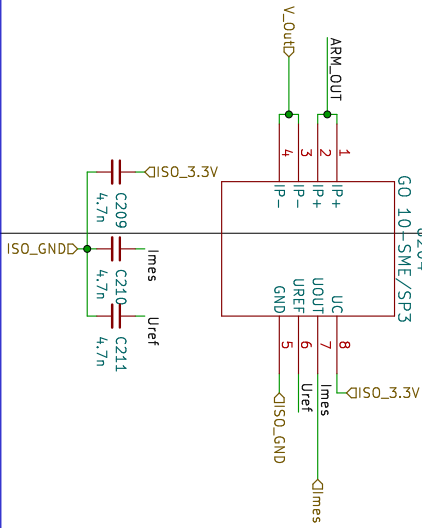 V_Out
ARM_OUT
4
3
2
1
IP-
IP-
IP+
IP+
GO 10-SME/SP3
ISO_3.3V
C209
4.7n
ISO_GND
Imes
C210
4.7n
Uref
C211
4.7n
GND
UREF
UOUT
UC
5
6
7
8
Uref
Imes
ISO_3.3V
ISO_GND
Imes